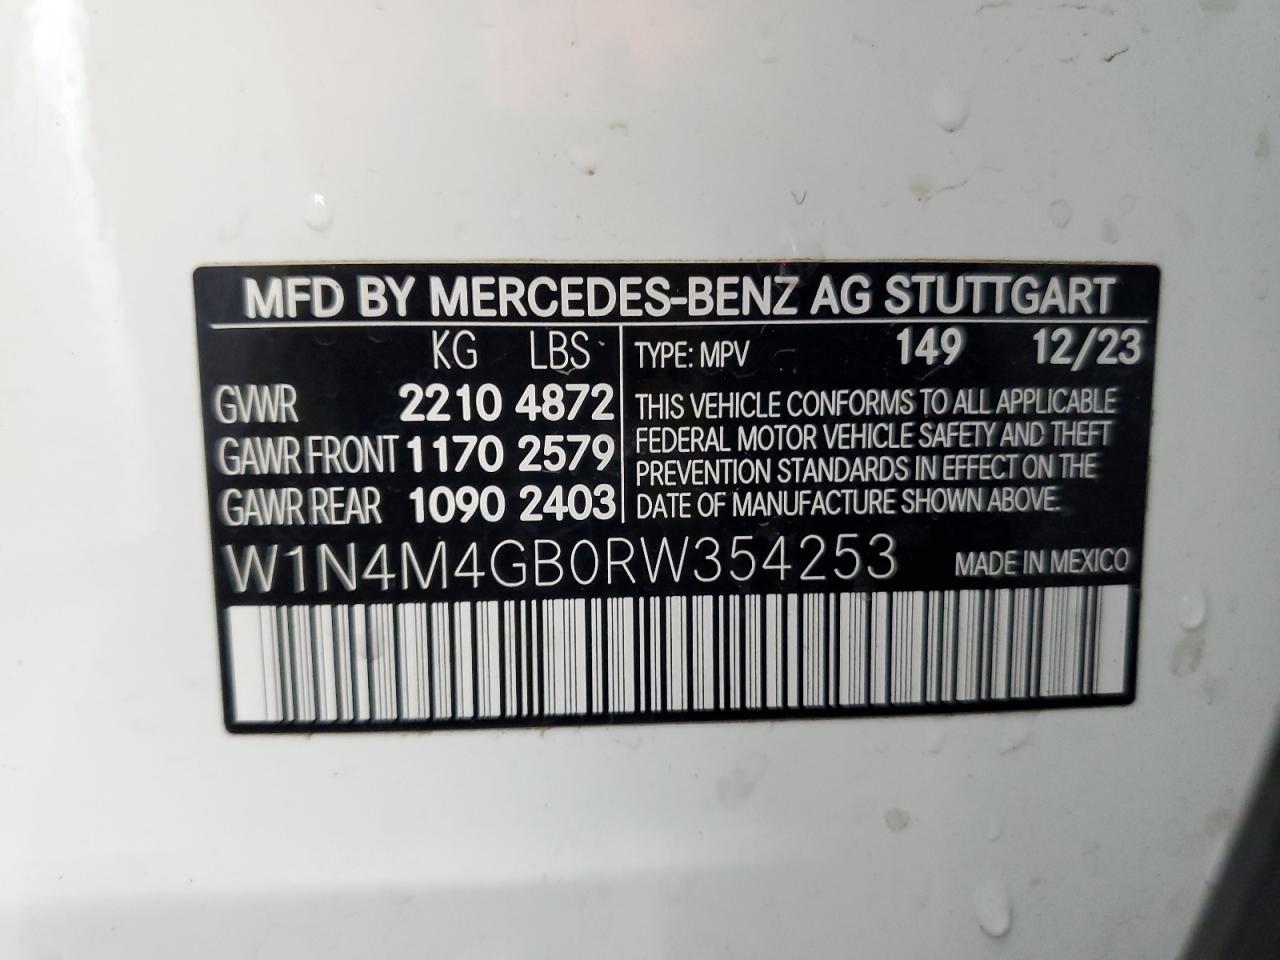 MFD BY MERCEDES-BENZ AG STUTTGART
KG LBS
GVWR 2210 4872
GAWR FRONT 1170 2579
GAWR REAR 1090 2403
TYPE: MPV 149 12/23
THIS VEHICLE CONFORMS TO ALL APPLICABLE
FEDERAL MOTOR VEHICLE SAFETY AND THEFT
PREVENTION STANDARDS IN EFFECT ON THE
DATE OF MANUFACTURE SHOWN ABOVE.
W1N4M4GB0RW354253 MADE IN MEXICO